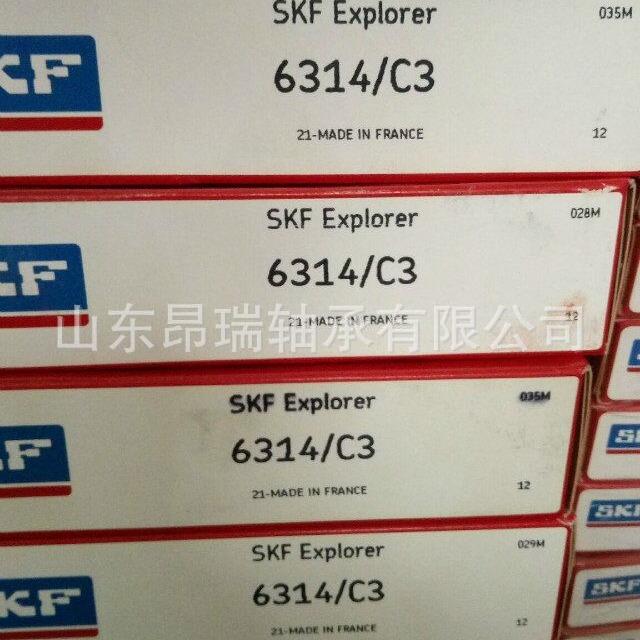 SKF Explorer
035M
SKF
6314/C3
21-MADE IN FRANCE
12
SKF Explorer
028M
SKF
6314/C3
21-MADE IN FRANCE
12
山东昂瑞轴承有限公司
SKF Explorer
035M
SKF
6314/C3
21-MADE IN FRANCE
12
SKF
SKF Explorer
029M
SKF
6314/C3
21-MADE IN FRANCE
12
SKF
SKF